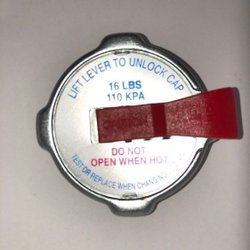 LIFT LEVER TO UNLOCK CAP
16 LBS
110 KPA
DO NOT
OPEN WHEN HOT
TEST OR REPLACE WHEN CHANGING